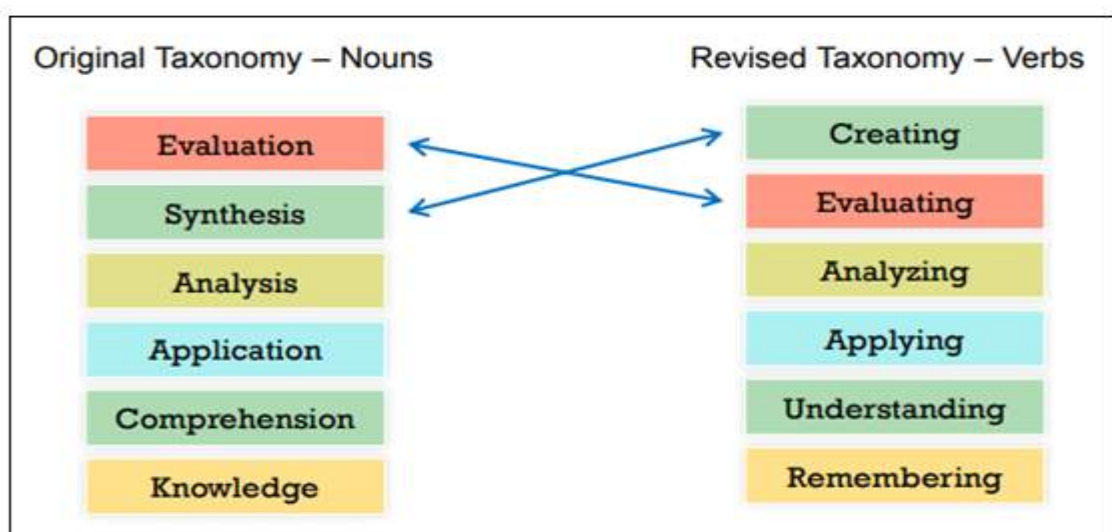 Original Taxonomy – Nouns
Evaluation
Synthesis
Analysis
Application
Comprehension
Knowledge
Revised Taxonomy – Verbs
Creating
Evaluating
Analyzing
Applying
Understanding
Remembering